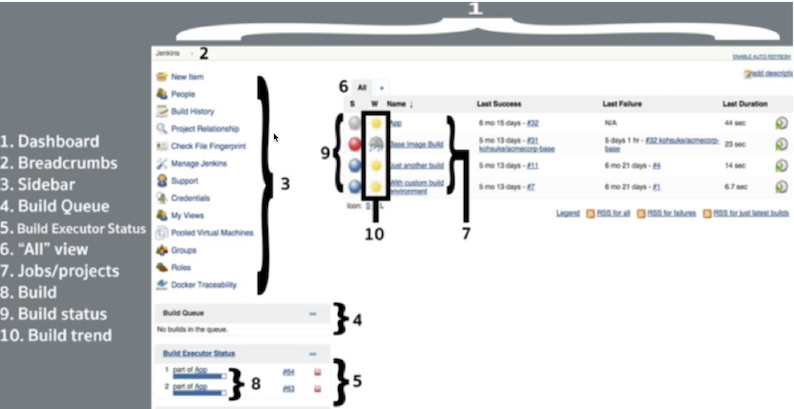 1
Jenkins
2
ENABLE AUTO REFRESH
add descriptio
New Item
People
Build History
Project Relationship
Check File Fingerprint
Manage Jenkins
Support
Credentials
My Views
Pooled Virtual Machines
Groups
Roles
Docker Traceability
3
6 All +
S W Name ↓ Last Success Last Failure Last Duration
App 6 mo 15 days - #32 N/A 44 sec
Base Image Build 5 mo 13 days - #31 kohsuke/acmecorp-base 5 days 1 hr - #32 kohsuke/acmecorp-base 23 sec
Just another build 5 mo 13 days - #11 6 mo 21 days - #4 14 sec
With custom build environment 5 mo 13 days - #7 6 mo 21 days - #1 6.7 sec
9
Icon: S L
10
7
Legend RSS for all RSS for failures RSS for just latest builds
Build Queue
No builds in the queue.
4
Build Executor Status
1 part of App #64
2 part of App #63
8
5
1. Dashboard
2. Breadcrumbs
3. Sidebar
4. Build Queue
5. Build Executor Status
6. “All” view
7. Jobs/projects
8. Build
9. Build status
10. Build trend